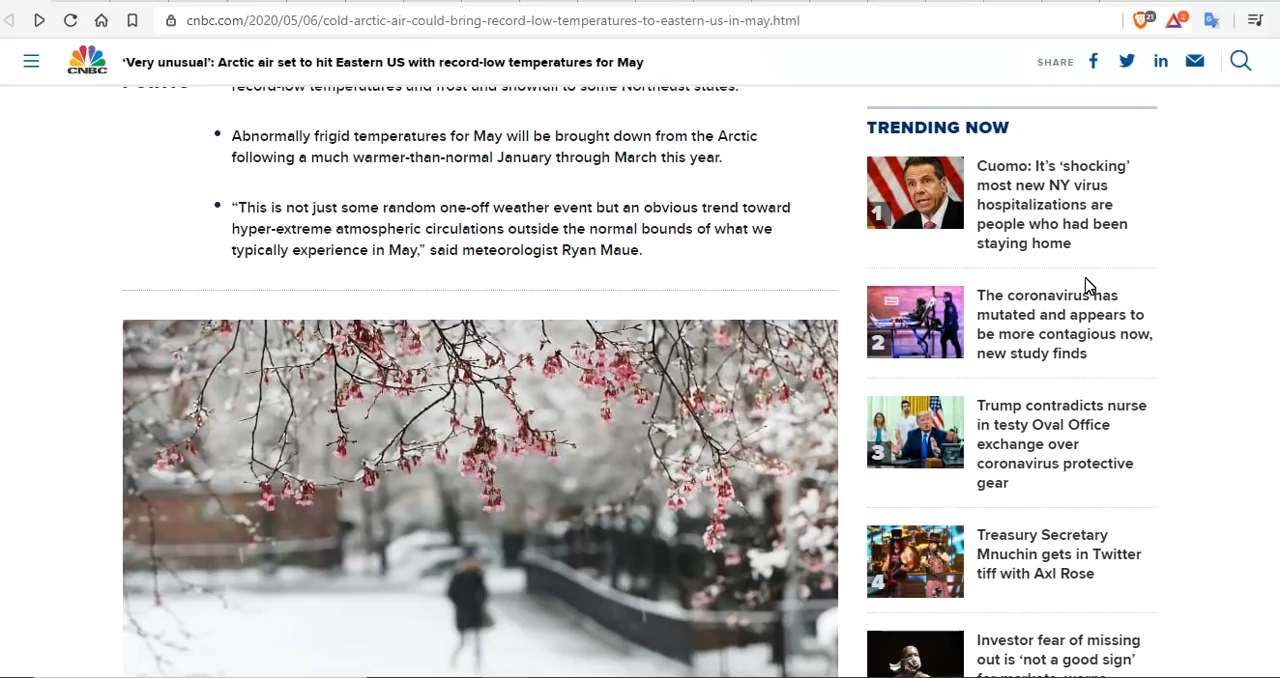 cnbc.com/2020/05/06/cold-arctic-air-could-bring-record-low-temperatures-to-eastern-us-in-may.html
21
2
CNBC
‘Very unusual’: Arctic air set to hit Eastern US with record-low temperatures for May
SHARE
record-low temperatures and frost and snowfall to some Northeast states.
• Abnormally frigid temperatures for May will be brought down from the Arctic
following a much warmer-than-normal January through March this year.
• “This is not just some random one-off weather event but an obvious trend toward
hyper-extreme atmospheric circulations outside the normal bounds of what we
typically experience in May,” said meteorologist Ryan Maue.
TRENDING NOW
1
Cuomo: It’s ‘shocking’
most new NY virus
hospitalizations are
people who had been
staying home
2
The coronavirus has
mutated and appears to
be more contagious now,
new study finds
3
Trump contradicts nurse
in testy Oval Office
exchange over
coronavirus protective
gear
4
Treasury Secretary
Mnuchin gets in Twitter
tiff with Axl Rose
Investor fear of missing
out is ‘not a good sign’
for markets, warns